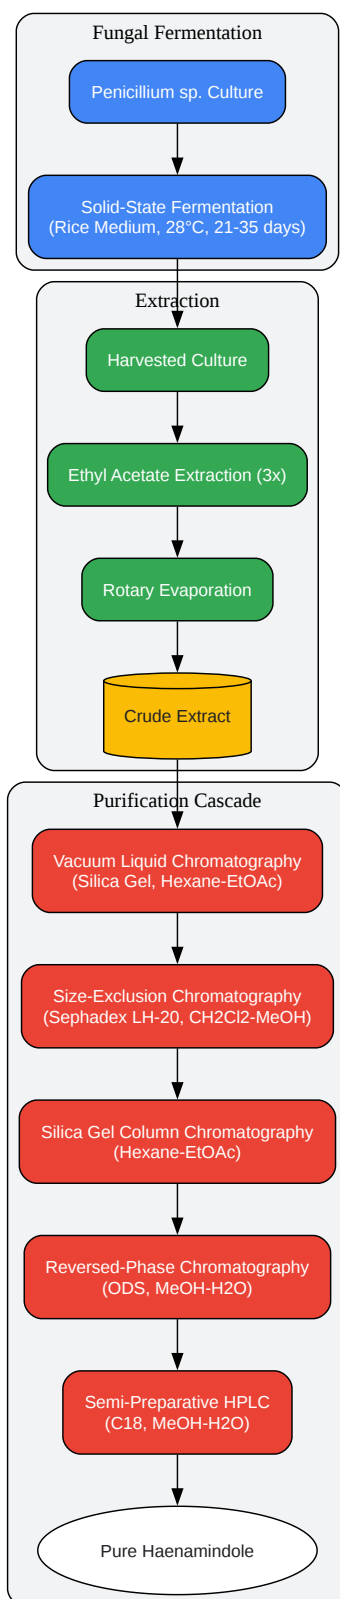 Fungal Fermentation
Penicillium sp. Culture
Solid-State Fermentation
(Rice Medium, 28°C, 21-35 days)
Extraction
Harvested Culture
Ethyl Acetate Extraction (3x)
Rotary Evaporation
Crude Extract
Purification Cascade
Vacuum Liquid Chromatography
(Silica Gel, Hexane-EtOAc)
Size-Exclusion Chromatography
(Sephadex LH-20, CH2Cl2-MeOH)
Silica Gel Column Chromatography
(Hexane-EtOAc)
Reversed-Phase Chromatography
(ODS, MeOH-H2O)
Semi-Preparative HPLC
(C18, MeOH-H2O)
Pure Haenamindole